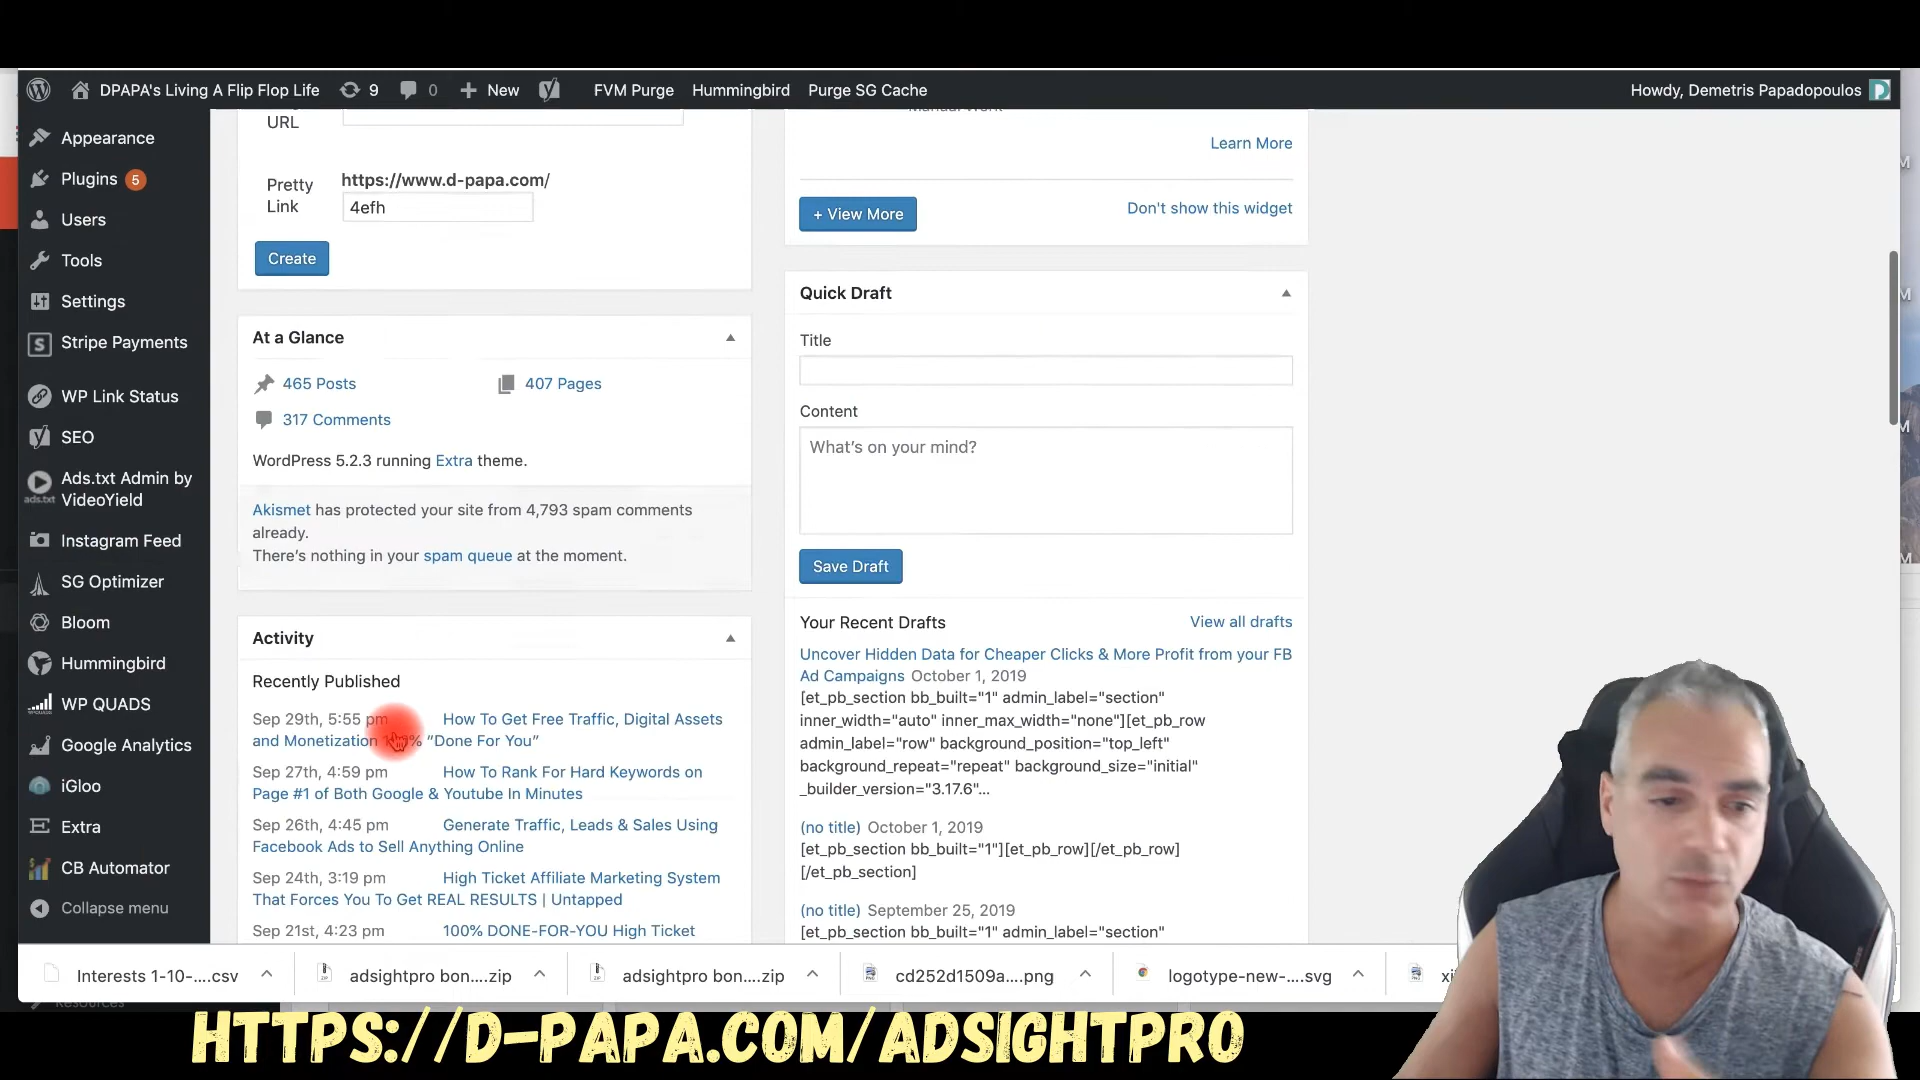 DPAPA's Living A Flip Flop Life 9 0 New FVM Purge Hummingbird Purge SG Cache Howdy, Demetris Papadopoulos
Appearance
Plugins 5
Users
Tools
Settings
Stripe Payments
WP Link Status
SEO
Ads.txt Admin by
VideoYield
Instagram Feed
SG Optimizer
Bloom
Hummingbird
WP QUADS
Google Analytics
iGloo
Extra
CB Automator
Collapse menu
URL
Pretty
Link
https://www.d-papa.com/
4efh
Create
At a Glance
465 Posts
407 Pages
317 Comments
WordPress 5.2.3 running Extra theme.
Akismet has protected your site from 4,793 spam comments
already.
There's nothing in your spam queue at the moment.
Activity
Recently Published
Sep 29th, 5:55 pm How To Get Free Traffic, Digital Assets
and Monetization “Done For You”
Sep 27th, 4:59 pm How To Rank For Hard Keywords on
Page #1 of Both Google & Youtube In Minutes
Sep 26th, 4:45 pm Generate Traffic, Leads & Sales Using
Facebook Ads to Sell Anything Online
Sep 24th, 3:19 pm High Ticket Affiliate Marketing System
That Forces You To Get REAL RESULTS | Untapped
Sep 21st, 4:23 pm 100% DONE-FOR-YOU High Ticket
Manual Work
Learn More
+ View More
Don't show this widget
Quick Draft
Title
Content
What's on your mind?
Save Draft
Your Recent Drafts
View all drafts
Uncover Hidden Data for Cheaper Clicks & More Profit from your FB
Ad Campaigns October 1, 2019
[et_pb_section bb_built="1" admin_label="section"
inner_width="auto" inner_max_width="none"][et_pb_row
admin_label="row" background_position="top_left"
background_repeat="repeat" background_size="initial"
_builder_version="3.17.6"...
(no title) October 1, 2019
[et_pb_section bb_built="1"][et_pb_row][/et_pb_row]
[/et_pb_section]
(no title) September 25, 2019
[et_pb_section bb_built="1" admin_label="section"
Interests 1-10-....csv
adsightpro bon....zip
adsightpro bon....zip
cd252d1509a....png
logotype-new-....svg
Resources
HTTPS://D-PAPA.COM/ADSIGHTPRO